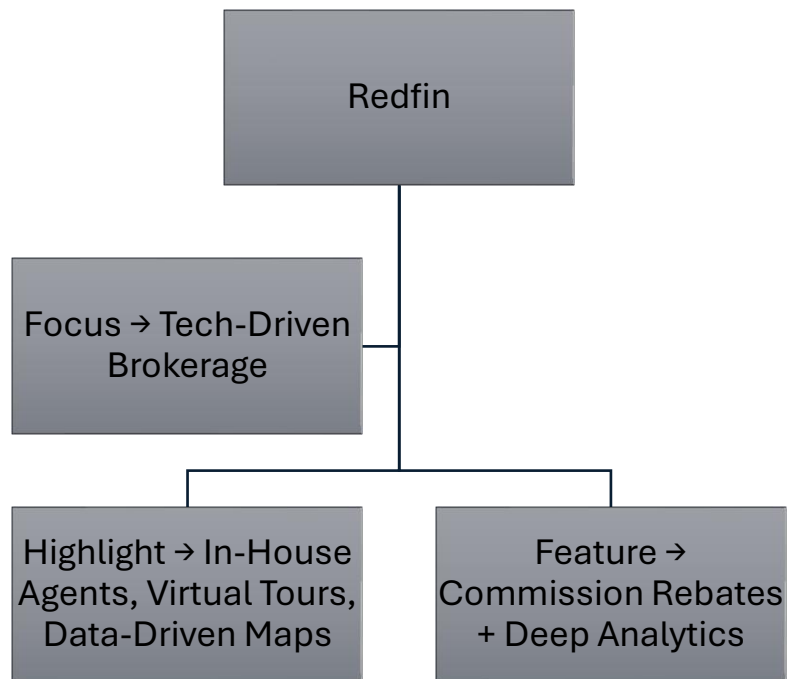 Redfin
Focus → Tech-Driven
Brokerage
Highlight → In-House
Agents, Virtual Tours,
Data-Driven Maps
Feature →
Commission Rebates
+ Deep Analytics